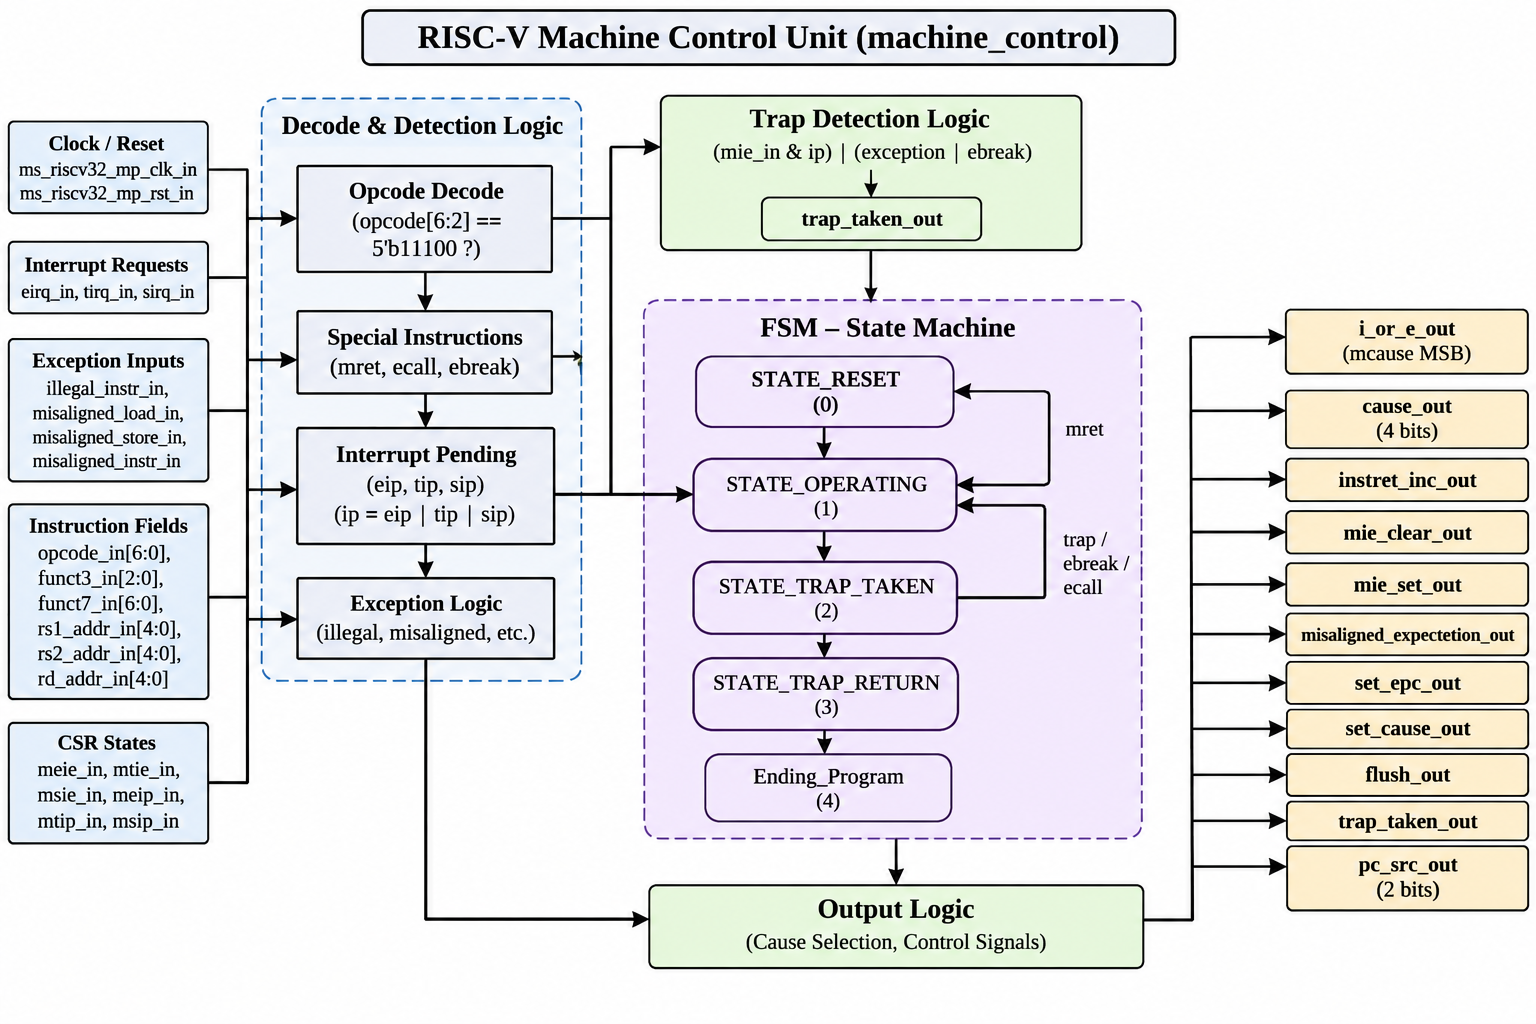 RISC-V Machine Control Unit (machine_control)
Clock / Reset
ms_riscv32_mp_clk_in
ms_riscv32_mp_rst_in
Interrupt Requests
eirq_in, tirq_in, sirq_in
Exception Inputs
illegal_instr_in,
misaligned_load_in,
misaligned_store_in,
misaligned_instr_in
Instruction Fields
opcode_in[6:0],
funct3_in[2:0],
funct7_in[6:0],
rs1_addr_in[4:0],
rs2_addr_in[4:0),
rd_addr_in[4:0]
CSR States
meie_in, mtie_in,
msie_in, meip_in,
mtip_in, msip_in
Decode & Detection Logic
Opcode Decode
(opcode[6:2] ==
5'b11100 ?)
Special Instructions
(mret, ecall, ebreak)
Interrupt Pending
(eip, tip, sip)
(ip = eip | tip | sip)
Exception Logic
(illegal, misaligned, etc.)
Trap Detection Logic
(mie_in & ip) | (exception | ebreak)
trap_taken_out
FSM – State Machine
STATE_RESET
(0)
mret
STATE_OPERATING
(1)
trap /
ebreak /
ecall
STATE_TRAP_TAKEN
(2)
STATE_TRAP_RETURN
(3)
Ending_Program
(4)
Output Logic
(Cause Selection, Control Signals)
i_or_e_out
(mcause MSB)
cause_out
(4 bits)
instret_inc_out
mie_clear_out
mie_set_out
misaligned_expectetion_out
set_epc_out
set_cause_out
flush_out
trap_taken_out
pc_src_out
(2 bits)